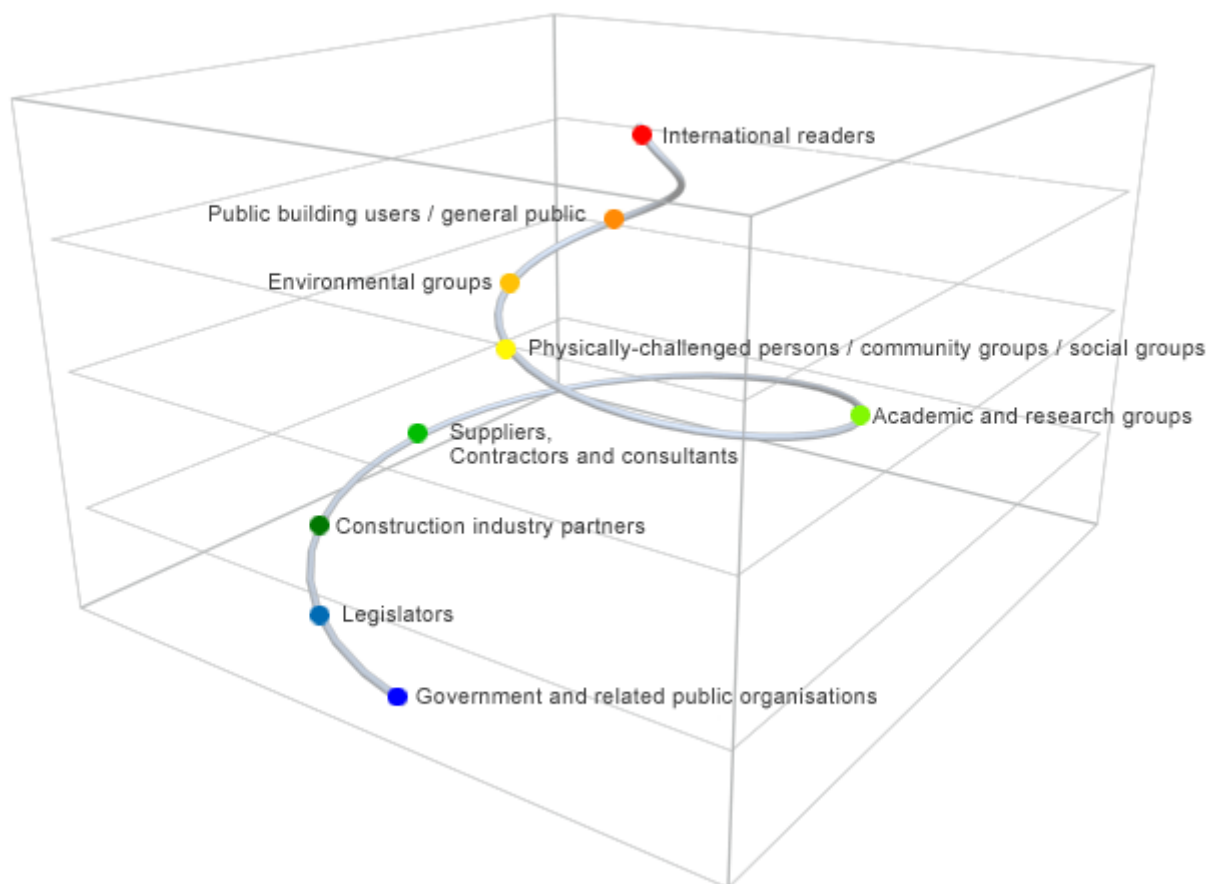 International readers
Public building users / general public
Environmental groups
Physically-challenged persons / community groups / social groups
Academic and research groups
Suppliers,
Contractors and consultants
Construction industry partners
Legislators
Government and related public organisations